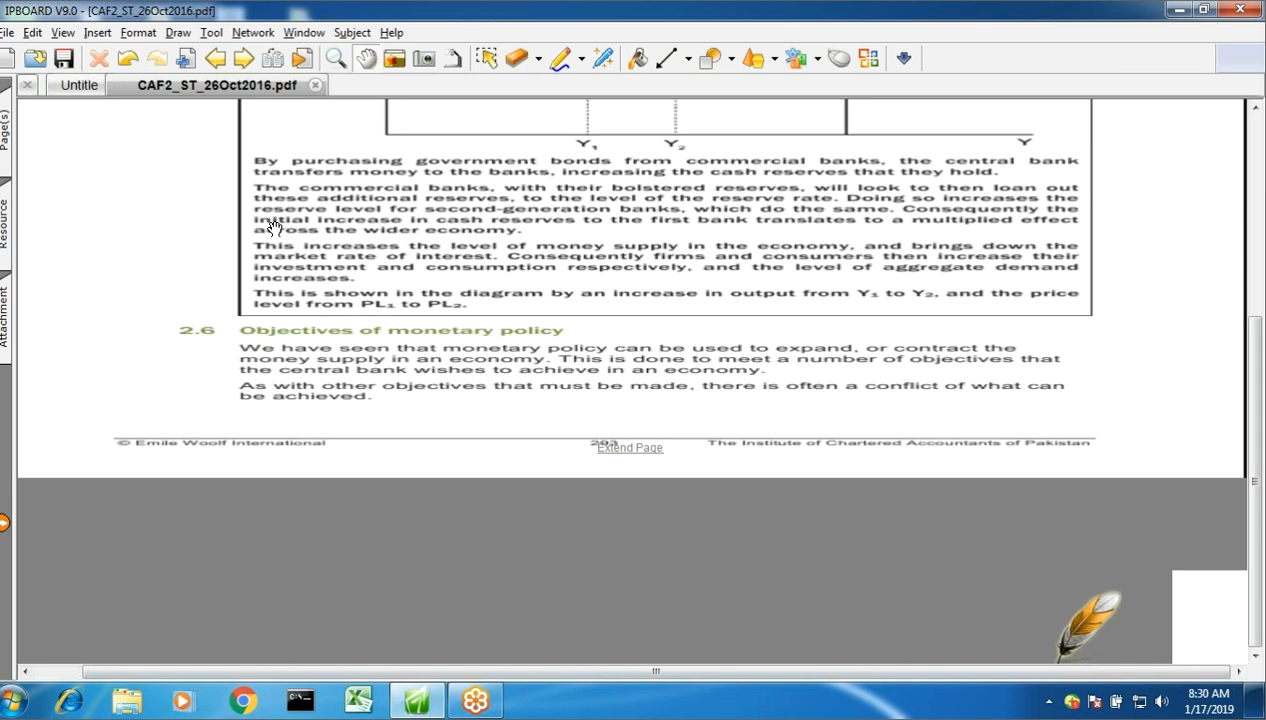 IPBOARD V9.0 - [CAF2_ST_26Oct2016.pdf]
File Edit View Insert Format Draw Tool Network Window Subject Help
Untitle CAF2_ST_26Oct2016.pdf
Page(s)
Resource
Attachment
Y1 Y2 Y
By purchasing government bonds from commercial banks, the central bank
transfers money to the banks, increasing the cash reserves that they hold.
The commercial banks, with their bolstered reserves, will look to then loan out
these additional reserves, to the level of the reserve rate. Doing so increases the
reserve level for second-generation banks, which do the same. Consequently the
initial increase in cash reserves to the first bank translates to a multiplied effect
across the wider economy.
This increases the level of money supply in the economy, and brings down the
market rate of interest. Consequently firms and consumers then increase their
investment and consumption respectively, and the level of aggregate demand
increases.
This is shown in the diagram by an increase in output from Y1 to Y2, and the price
level from PL1 to PL2.
2.6 Objectives of monetary policy
We have seen that monetary policy can be used to expand, or contract the
money supply in an economy. This is done to meet a number of objectives that
the central bank wishes to achieve in an economy.
As with other objectives that must be made, there is often a conflict of what can
be achieved.
© Emile Woolf International 293 The Institute of Chartered Accountants of Pakistan
Extend Page
8:30 AM
1/17/2019